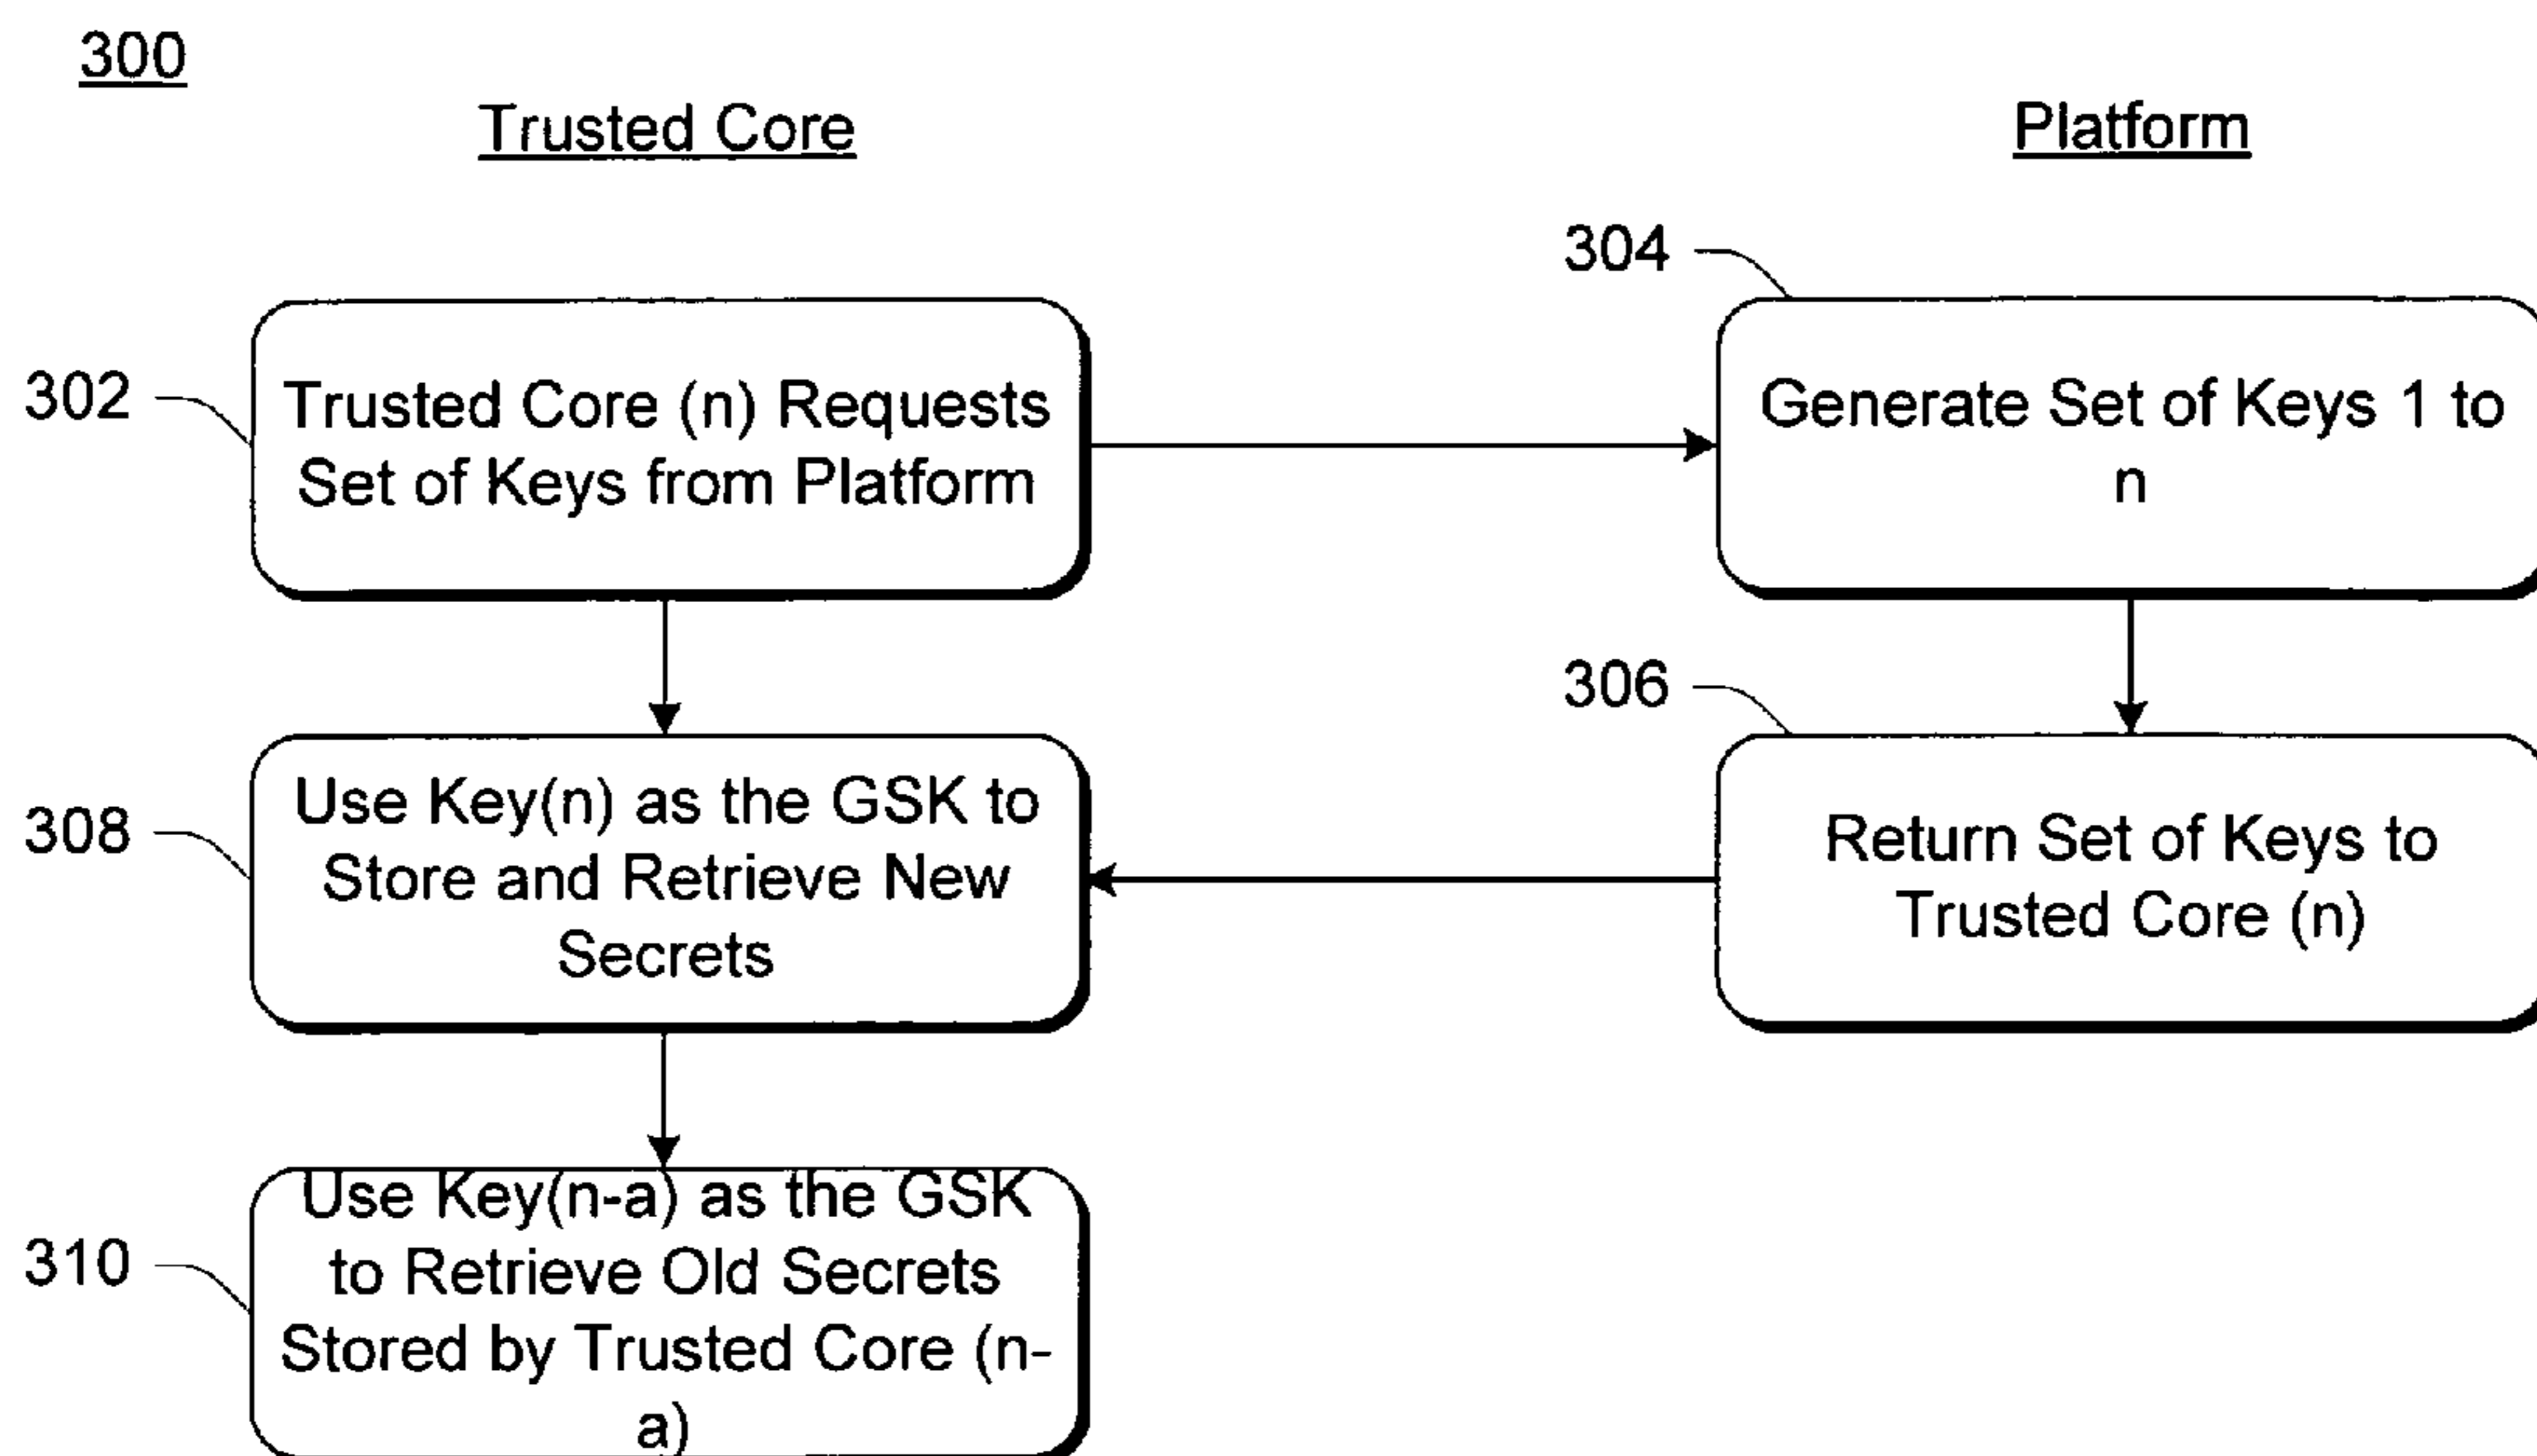 300
Trusted Core
Platform
304
302
Trusted Core (n) Requests
Set of Keys from Platform
Generate Set of Keys 1 to
n
306
308
Use Key(n) as the GSK to
Store and Retrieve New
Secrets
Return Set of Keys to
Trusted Core (n)
310
Use Key(n-a) as the GSK
to Retrieve Old Secrets
Stored by Trusted Core (n-
a)